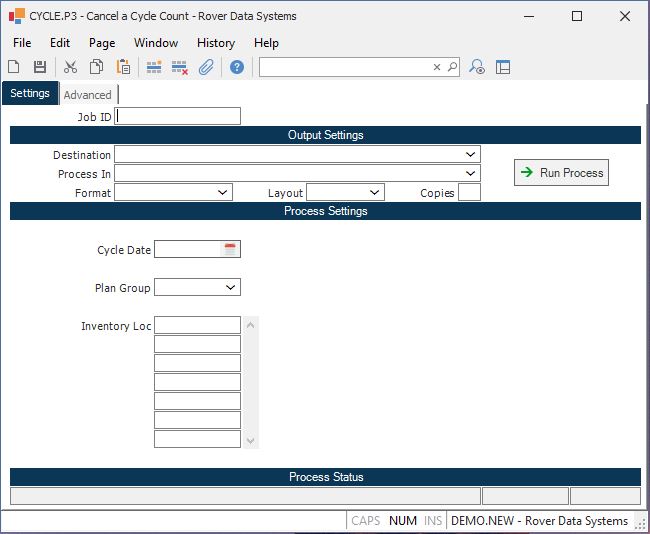 CYCLE.P3 - Cancel a Cycle Count - Rover Data Systems
File Edit Page Window History Help
Settings Advanced
Job ID
Output Settings
Destination
Process In
Run Process
Format Layout Copies
Process Settings
Cycle Date
Plan Group
Inventory Loc
Process Status
CAPS NUM INS DEMO.NEW - Rover Data Systems